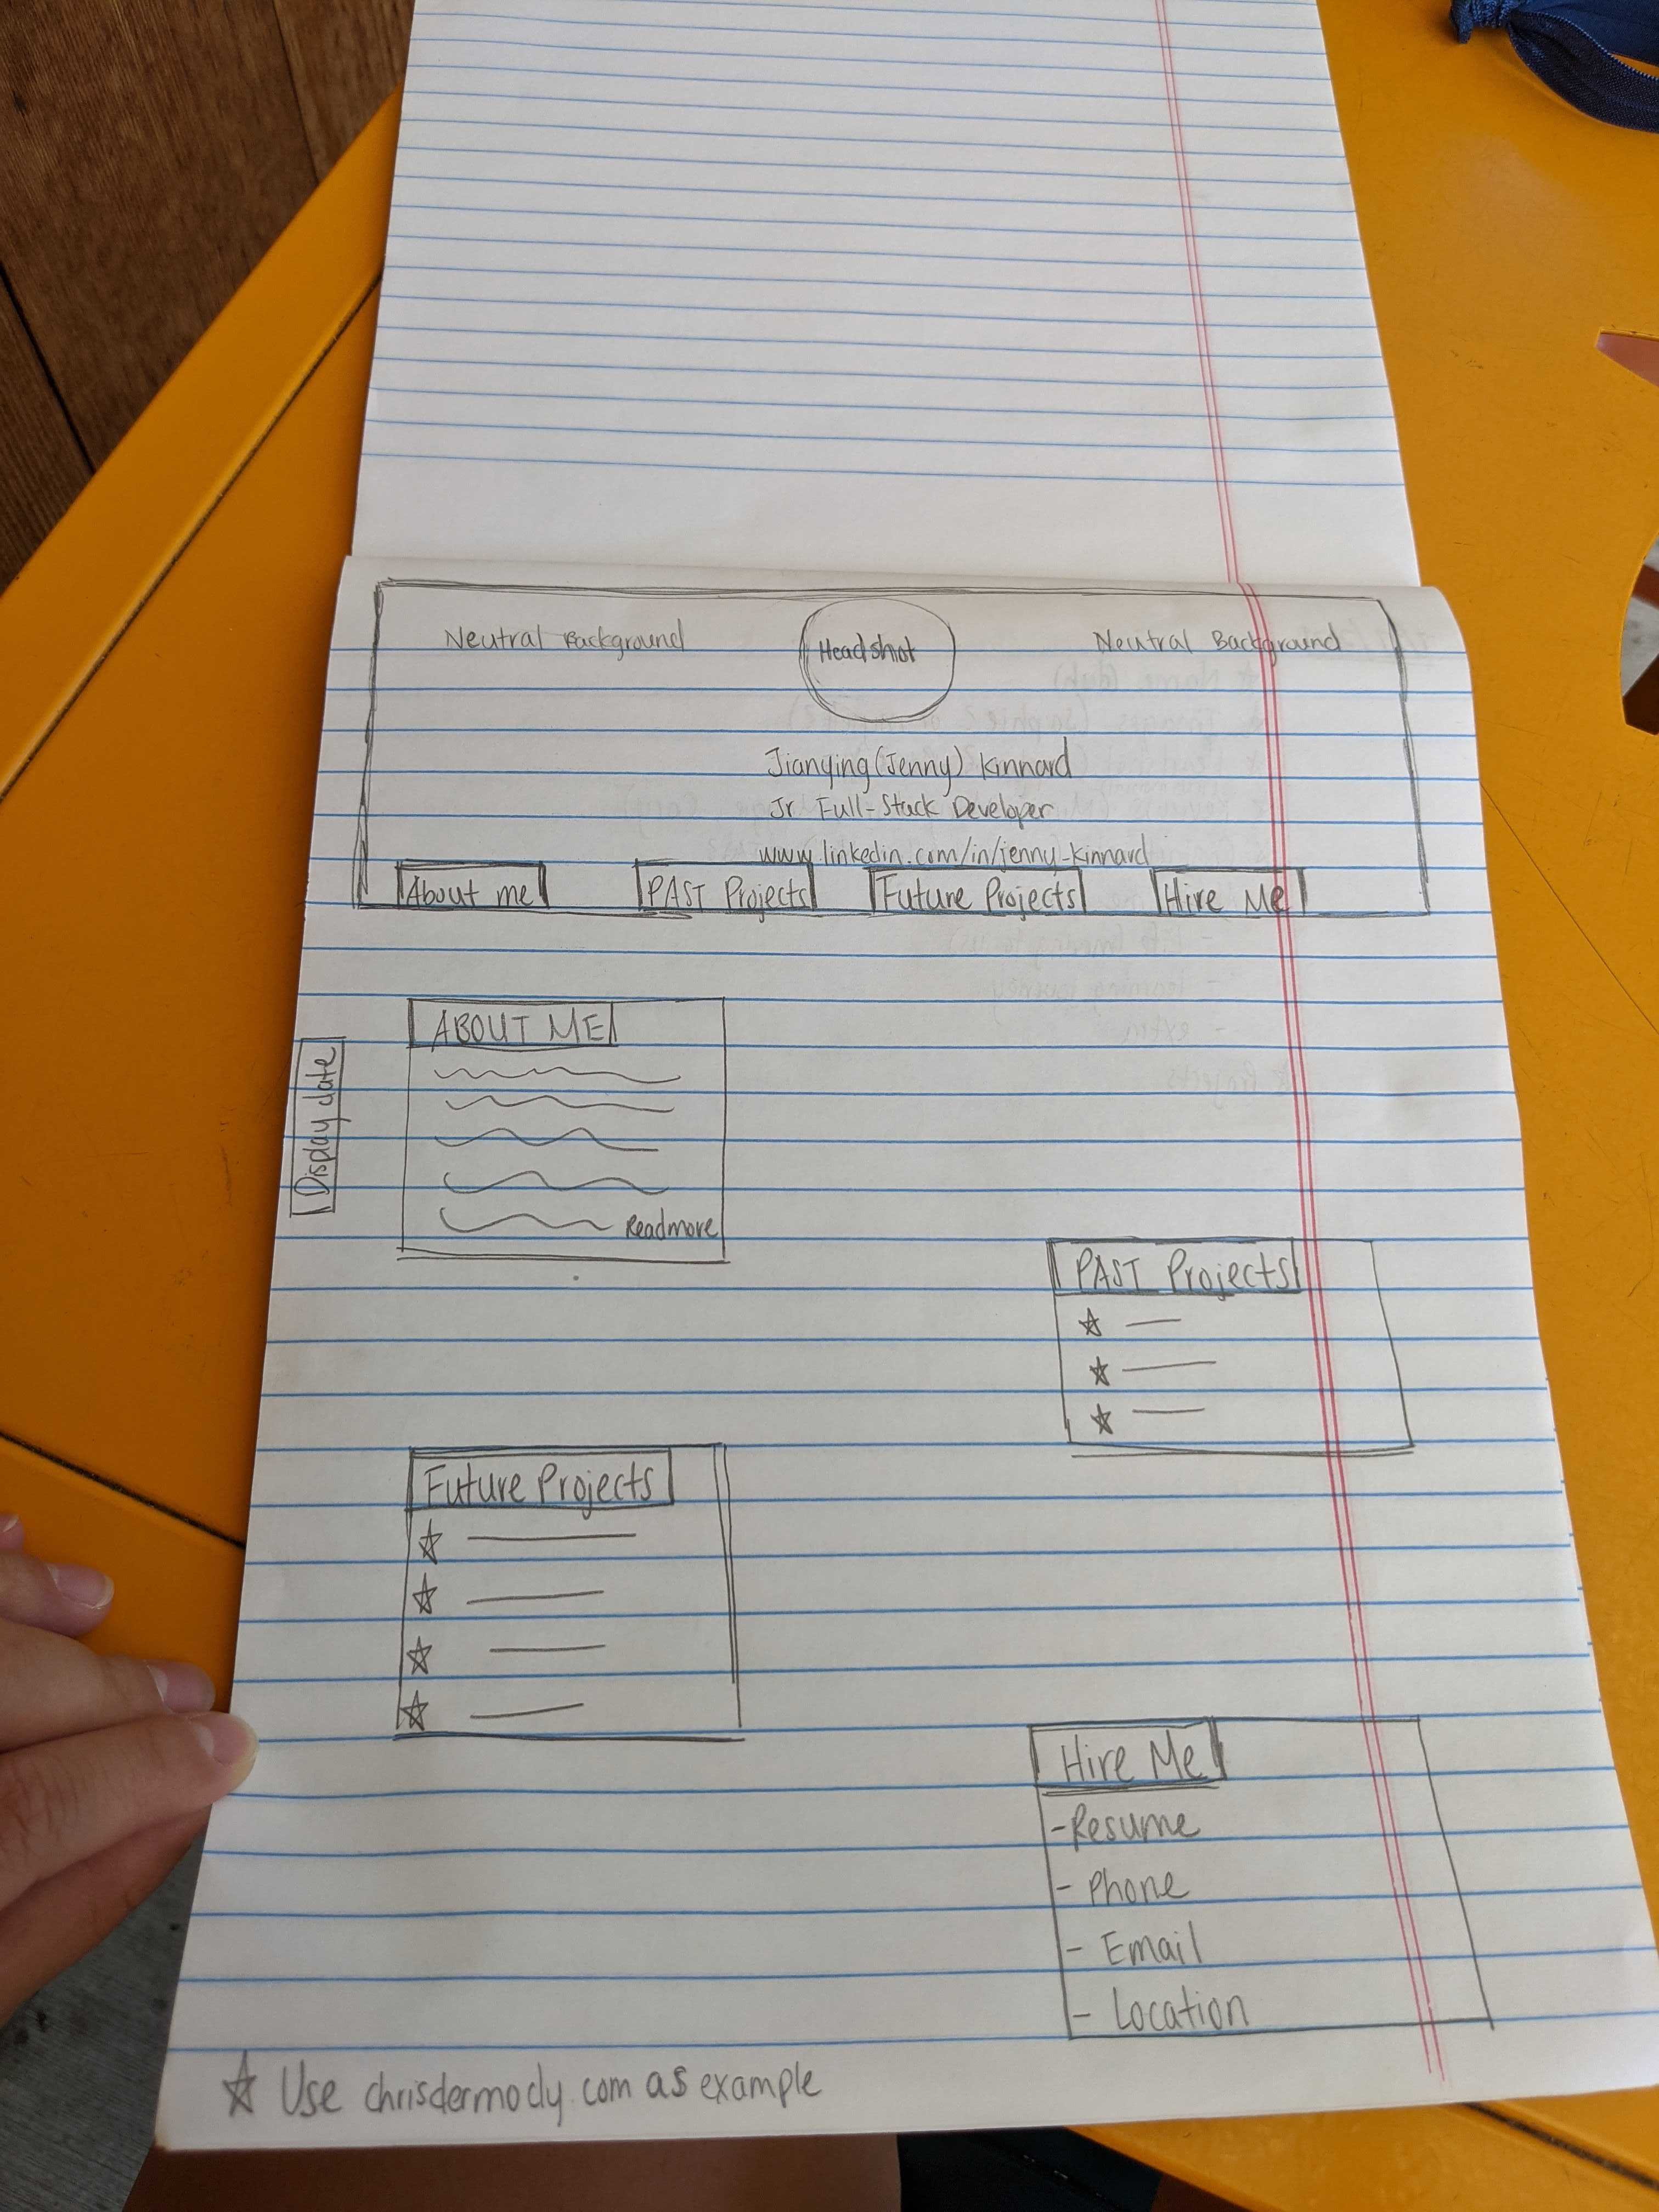 Neutral Background
Headshot
Neutral Background
Jianying (Jenny) Kinnard
Jr Full-Stack Developer
www.linkedin.com/in/jenny-kinnard
About me
PAST Projects
Future Projects
Hire Me
Display date
ABOUT ME
Readmore
PAST Projects
Future Projects
Hire Me
-Resume
- Phone
- Email
- Location
☆ Use chrisdermody.com as example